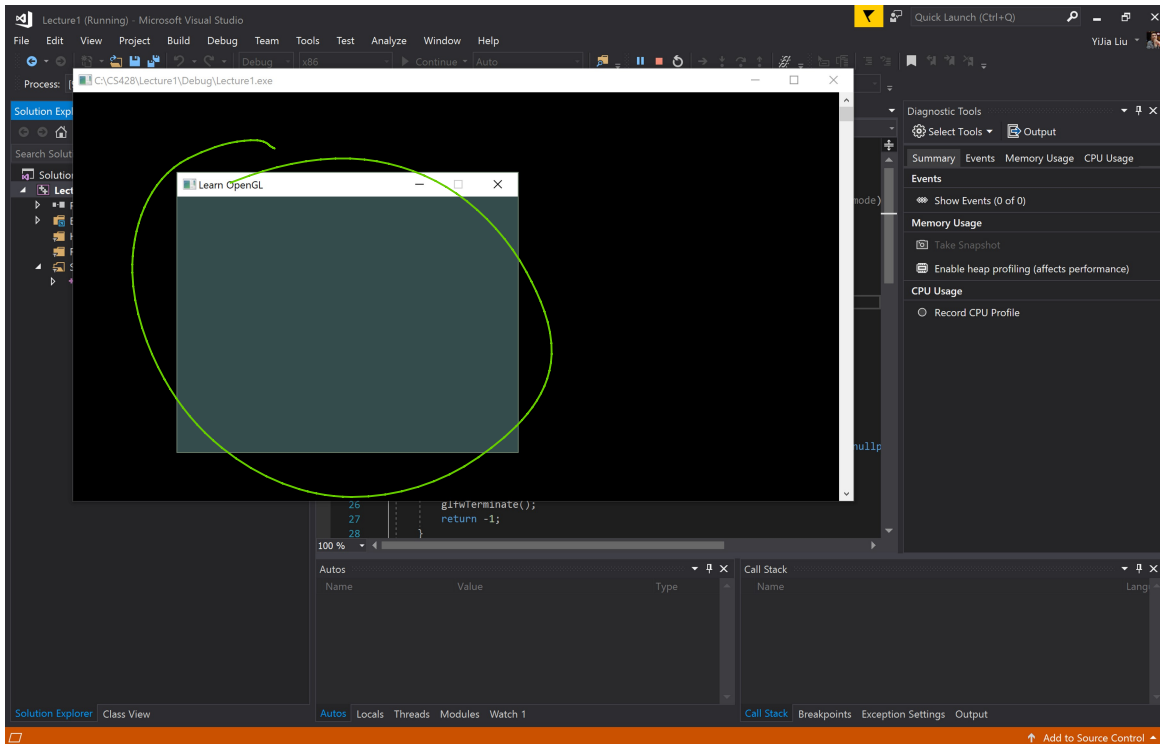 Lecture1 (Running) - Microsoft Visual Studio
Quick Launch (Ctrl+Q)
File Edit View Project Build Debug Team Tools Test Analyze Window Help
YiJia Liu
Debug x86 Continue Auto
Process:
C:\CS428\Lecture1\Debug\Lecture1.exe
Solution Expl
Search Solut
Solutio
Lect
Learn OpenGL
mode)
nullp
26 glfwTerminate();
27 return -1;
28 }
100 %
Diagnostic Tools
Select Tools Output
Summary Events Memory Usage CPU Usage
Events
Show Events (0 of 0)
Memory Usage
Take Snapshot
Enable heap profiling (affects performance)
CPU Usage
Record CPU Profile
Autos
Name Value Type
Call Stack
Name Lang
Solution Explorer Class View
Autos Locals Threads Modules Watch 1
Call Stack Breakpoints Exception Settings Output
Add to Source Control